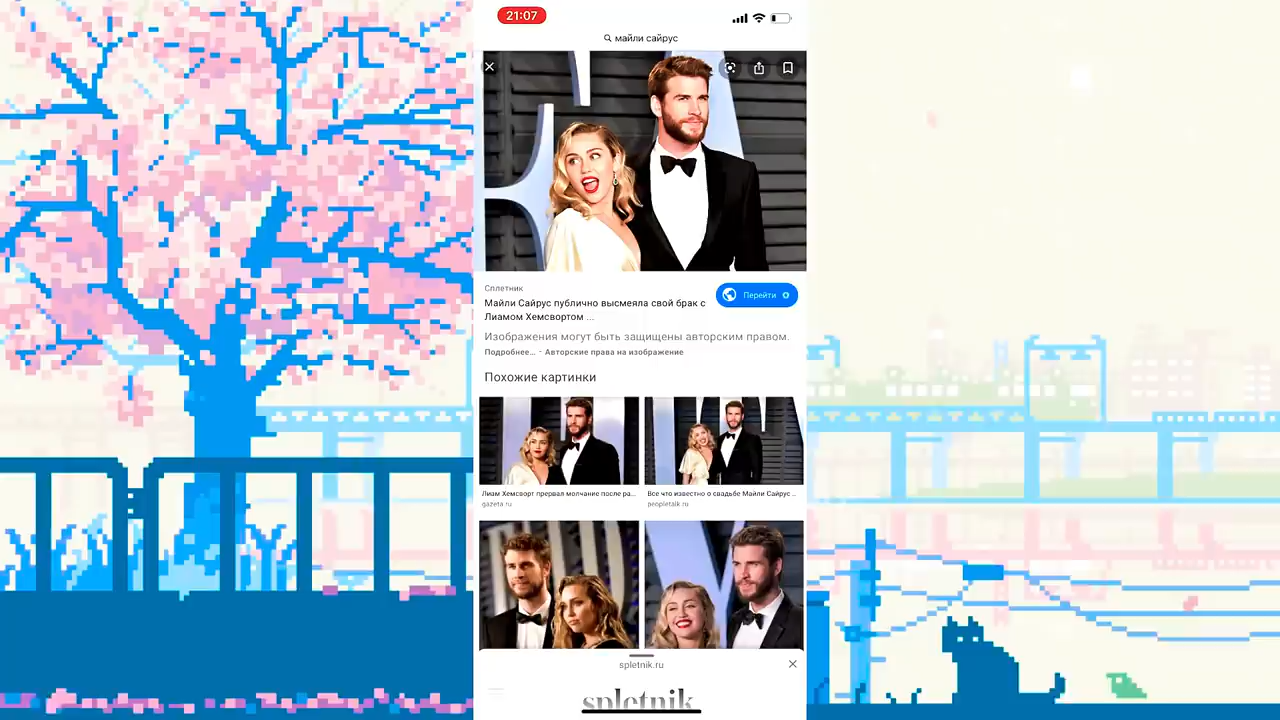 21:07
майли сайрус
Сплетник
Майли Сайрус публично высмеяла свой брак с
Лиамом Хемсвортом ...
Перейти
Изображения могут быть защищены авторским правом.
Подробнее... - Авторские права на изображение
Похожие картинки
Лиам Хемсворт прервал молчание после ра...
gazeta.ru
Все что известно о свадьбе Майли Сайрус ..
peopletalk.ru
spletnik.ru
spletnik